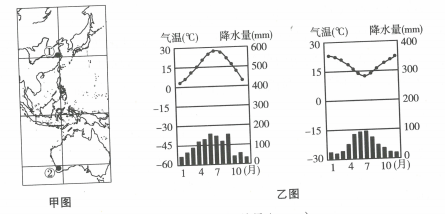 ①
②
甲图
气温(℃) 降水量(mm)
30 600
15 500
0 400
-15 300
-30 200
-45 100
-60 0
1 4 7 10(月)
气温(℃) 降水量(mm)
30 400
15 300
0 200
-15 100
-30 0
1 4 7 10(月)
乙图